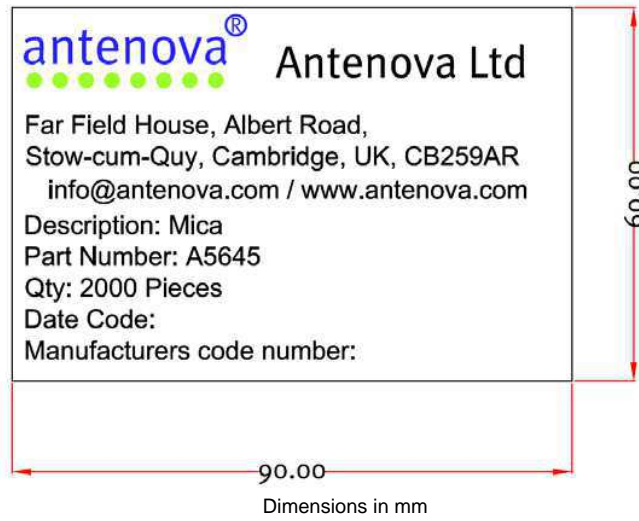 antenova®
Antenova Ltd
Far Field House, Albert Road,
Stow-cum-Quy, Cambridge, UK, CB259AR
info@antenova.com / www.antenova.com
Description: Mica
Part Number: A5645
Qty: 2000 Pieces
Date Code:
Manufacturers code number:
60.00
90.00
Dimensions in mm